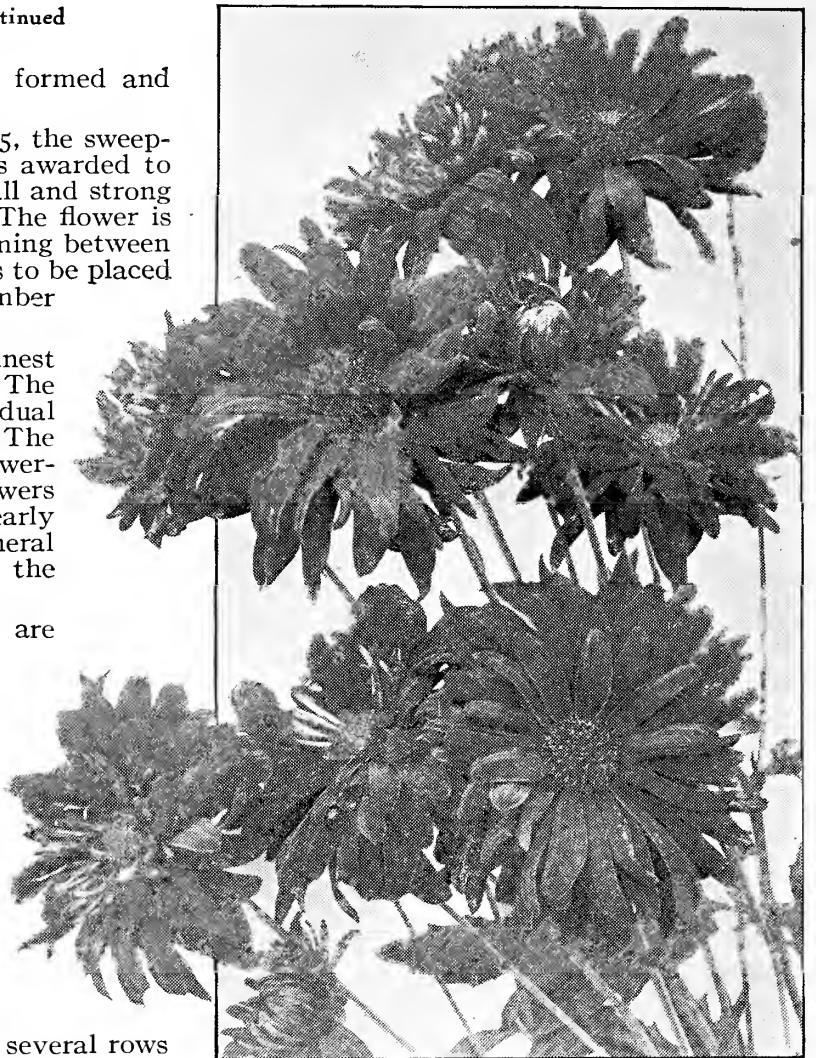 tinued
formed and
5, the sweep-
s awarded to
ll and strong
The flower is
ning between
s to be placed
mber
nest
The
dual
The
wer-
wers
early
neral
the
are
several rows